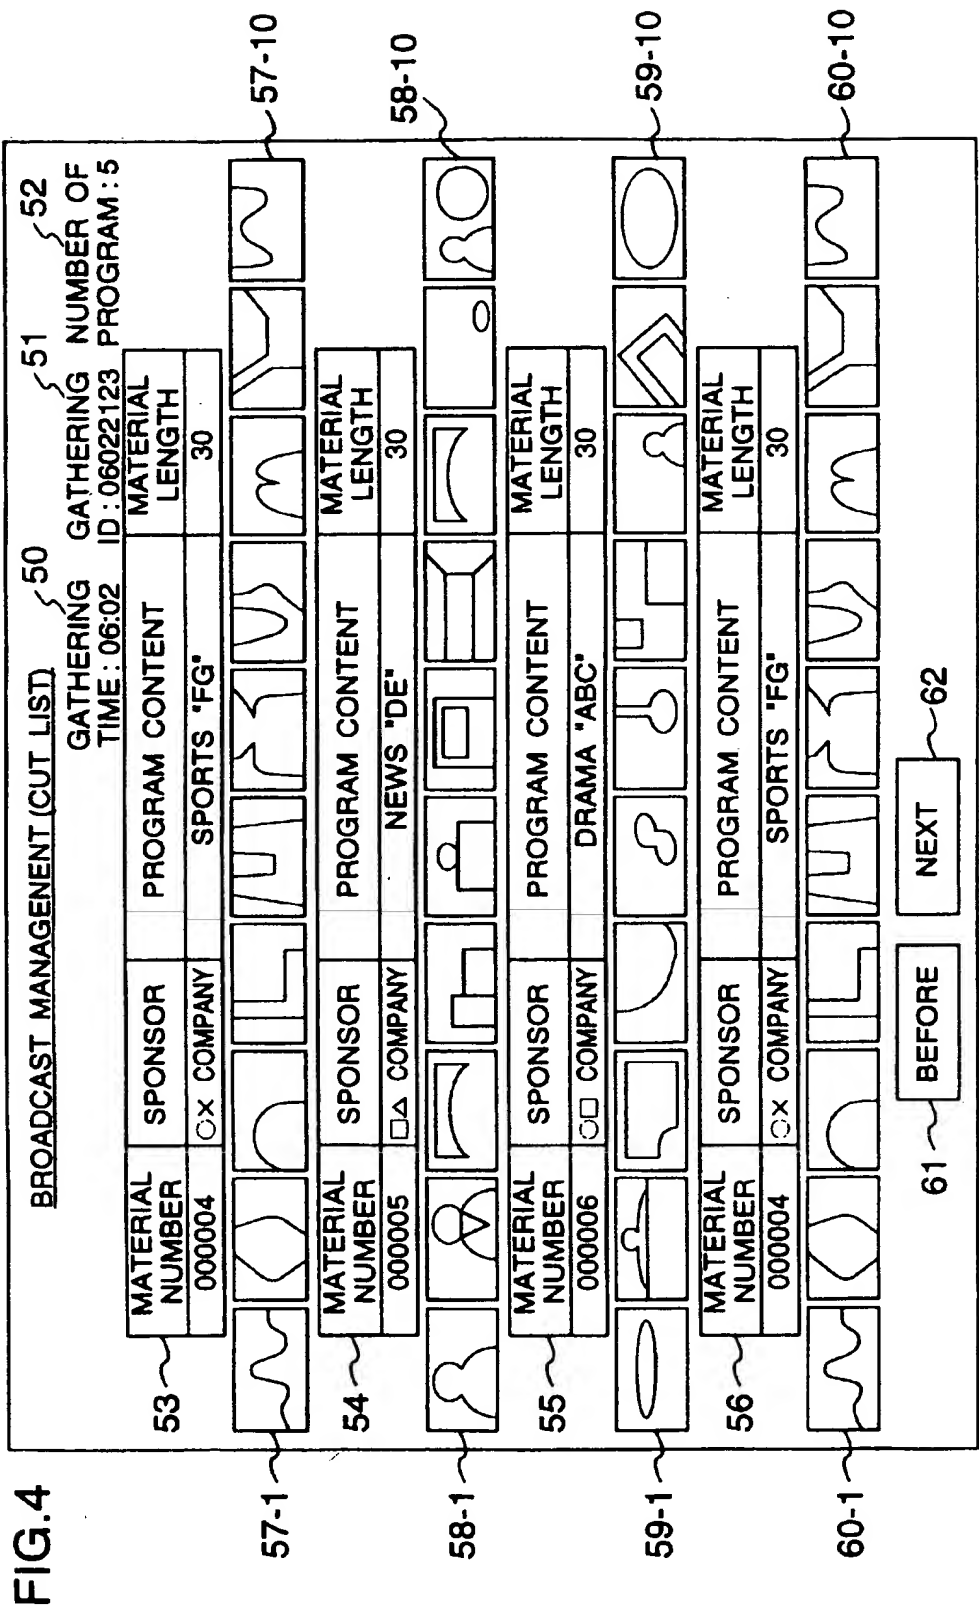 FIG.4
BROADCAST MANAGENENT (CUT LIST)
50
51
52
GATHERING GATHERING NUMBER OF
TIME : 06:02 ID : 06022123 PROGRAM : 5
53
MATERIAL NUMBER SPONSOR PROGRAM CONTENT MATERIAL LENGTH
000004 ○× COMPANY SPORTS "FG" 30
57-1
57-10
54
MATERIAL NUMBER SPONSOR PROGRAM CONTENT MATERIAL LENGTH
000005 □△ COMPANY NEWS "DE" 30
58-1
58-10
55
MATERIAL NUMBER SPONSOR PROGRAM CONTENT MATERIAL LENGTH
000006 ○□ COMPANY DRAMA "ABC" 30
59-1
59-10
56
MATERIAL NUMBER SPONSOR PROGRAM CONTENT MATERIAL LENGTH
000004 ○× COMPANY SPORTS "FG" 30
60-1
60-10
61
BEFORE
NEXT
62